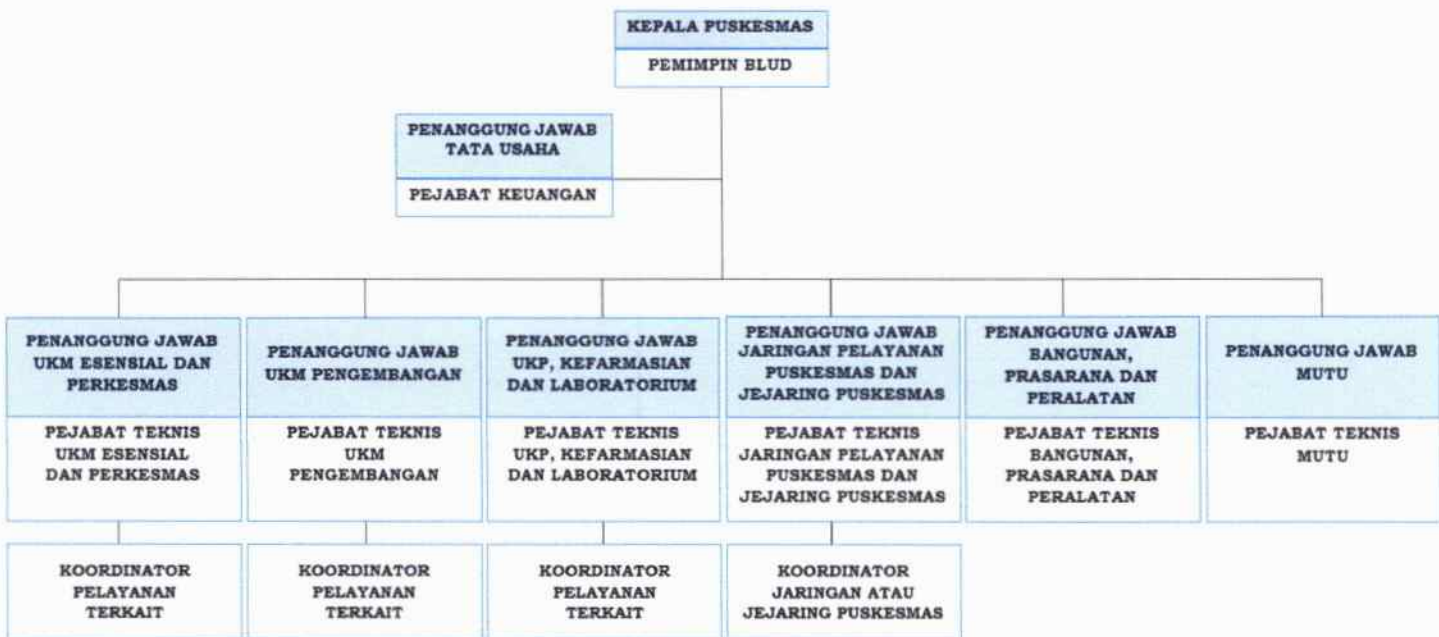 KEPALA PUSKESMAS
PEMIMPIN BLUD
PENANGGUNG JAWAB
TATA USAHA
PEJABAT KEUANGAN
PENANGGUNG JAWAB
UKM ESENSIAL DAN
PERKESMAS
PEJABAT TEKNIS
UKM ESENSIAL
DAN PERKESMAS
KOORDINATOR
PELAYANAN
TERKAIT
PENANGGUNG JAWAB
UKM PENGEMBANGAN
PEJABAT TEKNIS
UKM
PENGEMBANGAN
KOORDINATOR
PELAYANAN
TERKAIT
PENANGGUNG JAWAB
UKP, KEFARMASIAN
DAN LABORATORIUM
PEJABAT TEKNIS
UKP, KEFARMASIAN
DAN LABORATORIUM
KOORDINATOR
PELAYANAN
TERKAIT
PENANGGUNG JAWAB
JARINGAN PELAYANAN
PUSKESMAS DAN
JEJARING PUSKESMAS
PEJABAT TEKNIS
JARINGAN PELAYANAN
PUSKESMAS DAN
JEJARING PUSKESMAS
KOORDINATOR
JARINGAN ATAU
JEJARING PUSKESMAS
PENANGGUNG JAWAB
BANGUNAN,
PRASARANA DAN
PERALATAN
PEJABAT TEKNIS
BANGUNAN,
PRASARANA DAN
PERALATAN
PENANGGUNG JAWAB
MUTU
PEJABAT TEKNIS
MUTU